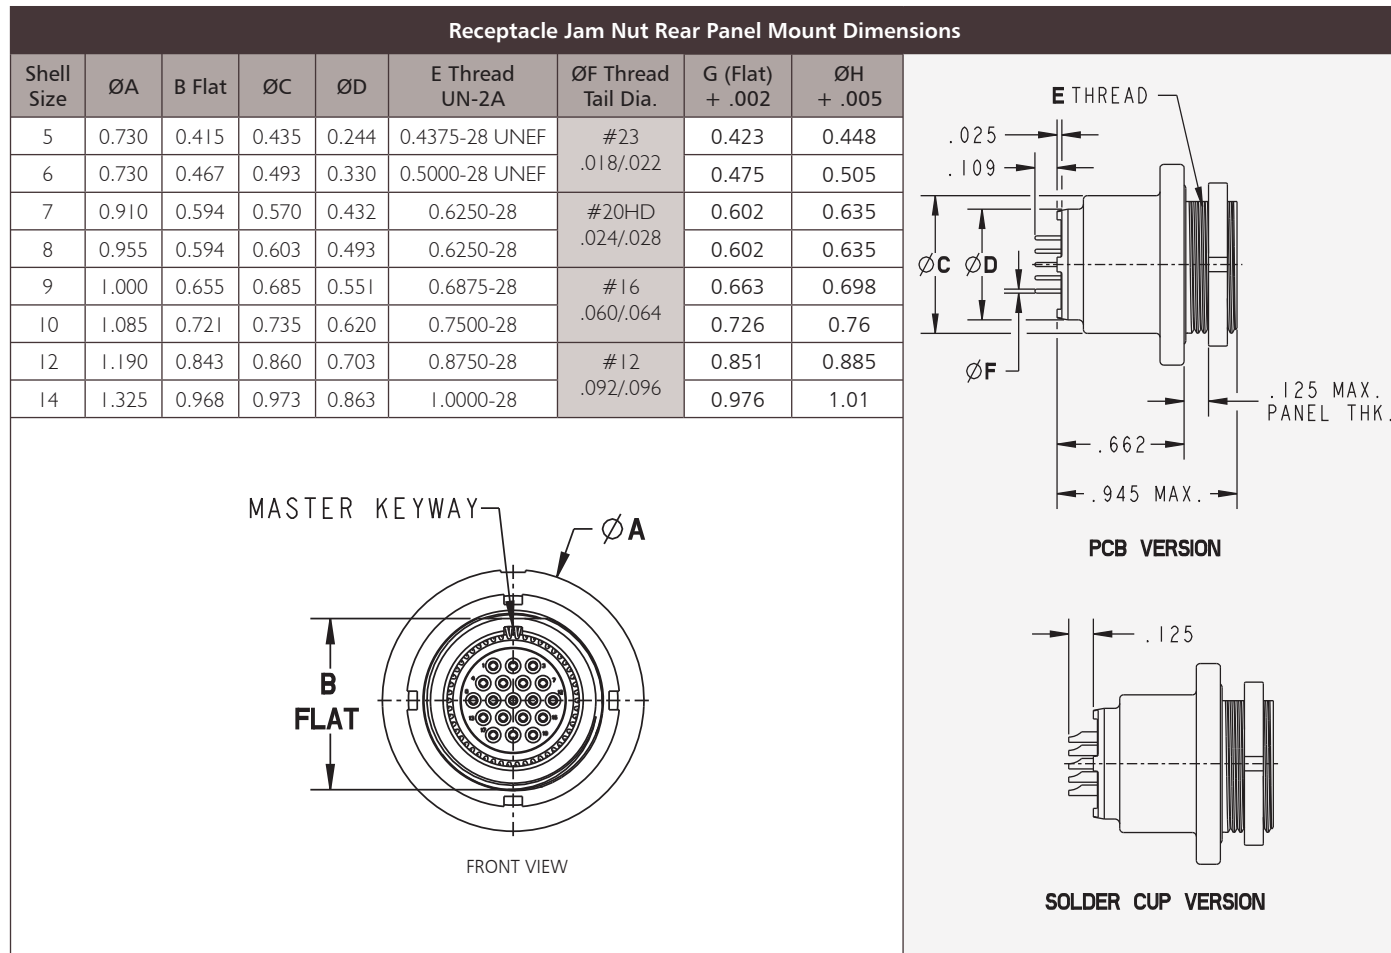 Receptacle Jam Nut Rear Panel Mount Dimensions
Shell Size ØA B Flat ØC ØD E Thread UN-2A ØF Thread Tail Dia. G (Flat) + .002 ØH + .005
5 0.730 0.415 0.435 0.244 0.4375-28 UNEF #23 .018/.022 0.423 0.448
6 0.730 0.467 0.493 0.330 0.5000-28 UNEF 0.475 0.505
7 0.910 0.594 0.570 0.432 0.6250-28 #20HD .024/.028 0.602 0.635
8 0.955 0.594 0.603 0.493 0.6250-28 0.602 0.635
9 1.000 0.655 0.685 0.551 0.6875-28 #16 .060/.064 0.663 0.698
10 1.085 0.721 0.735 0.620 0.7500-28 0.726 0.76
12 1.190 0.843 0.860 0.703 0.8750-28 #12 .092/.096 0.851 0.885
14 1.325 0.968 0.973 0.863 1.0000-28 0.976 1.01
MASTER KEYWAY
ØA
B
FLAT
FRONT VIEW
E THREAD
.025
.109
ØC ØD
ØF
.125 MAX.
PANEL THK.
.662
.945 MAX.
PCB VERSION
.125
SOLDER CUP VERSION